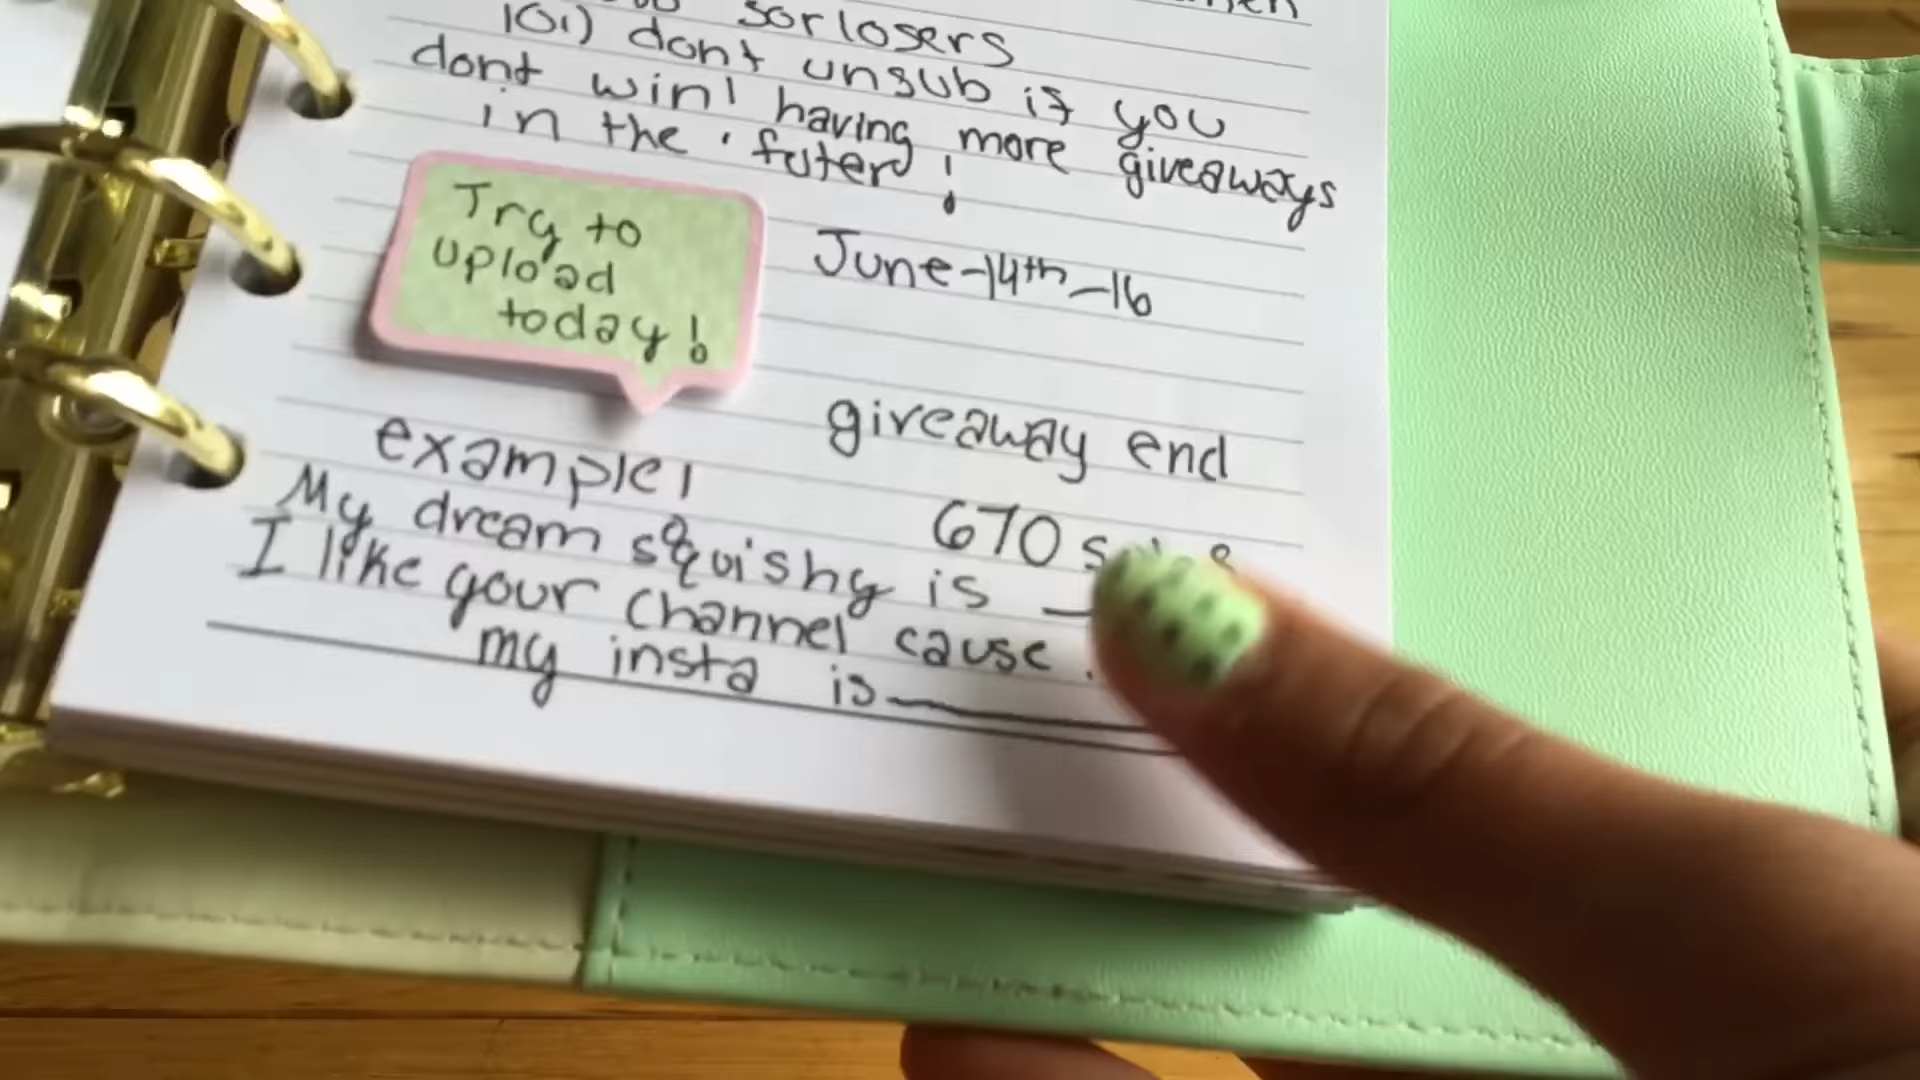 sorlosers
101) dont unsub if you
dont win! having more giveaways
in the futer!
Try to
upload
today!
June-14th-16
giveaway end
670
example!
My dream squishy is
I like your channel cause
my insta is